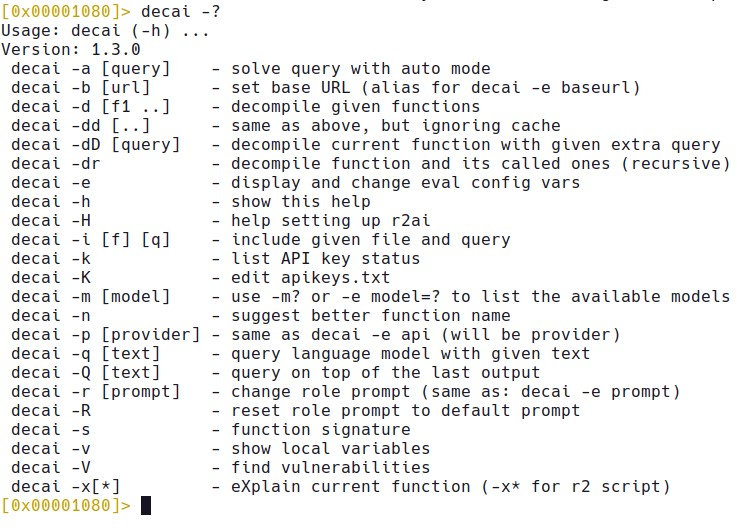 [0x00001080]> decai -?
Usage: decai (-h) ...
Version: 1.3.0
 decai -a [query]    - solve query with auto mode
 decai -b [url]      - set base URL (alias for decai -e baseurl)
 decai -d [f1 ..]    - decompile given functions
 decai -dd [..]      - same as above, but ignoring cache
 decai -dD [query]   - decompile current function with given extra query
 decai -dr           - decompile function and its called ones (recursive)
 decai -e            - display and change eval config vars
 decai -h            - show this help
 decai -H            - help setting up r2ai
 decai -i [f] [q]    - include given file and query
 decai -k            - list API key status
 decai -K            - edit apikeys.txt
 decai -m [model]    - use -m? or -e model=? to list the available models
 decai -n            - suggest better function name
 decai -p [provider] - same as decai -e api (will be provider)
 decai -q [text]     - query language model with given text
 decai -Q [text]     - query on top of the last output
 decai -r [prompt]   - change role prompt (same as: decai -e prompt)
 decai -R            - reset role prompt to default prompt
 decai -s            - function signature
 decai -v            - show local variables
 decai -V            - find vulnerabilities
 decai -x[*]         - eXplain current function (-x* for r2 script)
[0x00001080]>